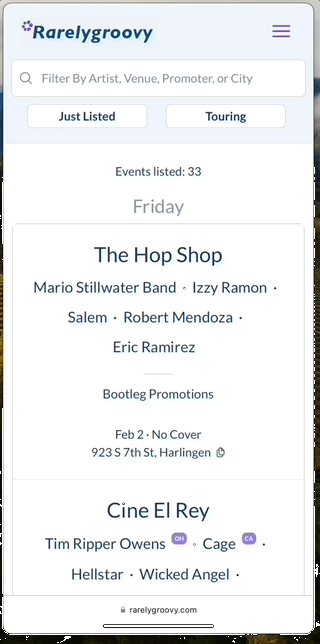 Rarelygroovy
Filter By Artist, Venue, Promoter, or City
Just Listed
Touring
Events listed: 33
Friday
The Hop Shop
Mario Stillwater Band ◦ Izzy Ramon ·
Salem · Robert Mendoza ·
Eric Ramirez
Bootleg Promotions
Feb 2 · No Cover
923 S 7th St, Harlingen
Cine El Rey
Tim Ripper Owens OH ◦ Cage CA ·
Hellstar · Wicked Angel ·
rarelygroovy.com